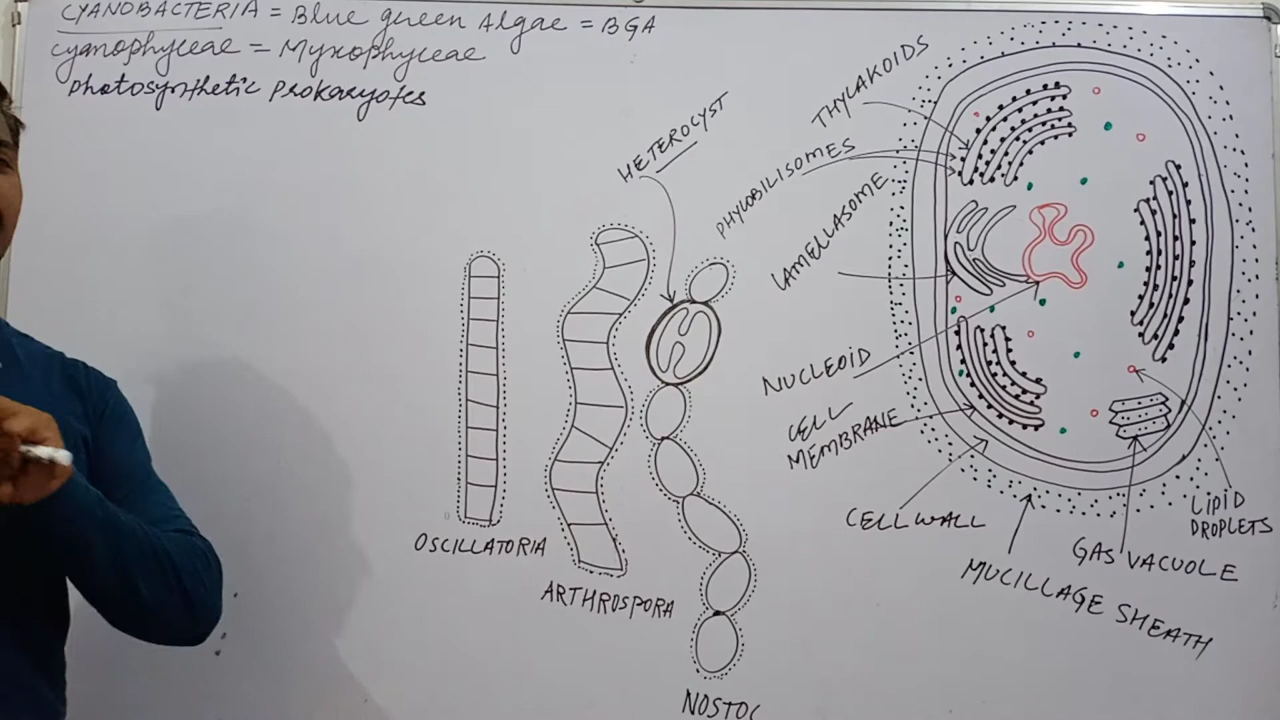 CYANOBACTERIA = Blue green Algae = BGA
Cyanophyceae = Myxophyceae
Photosynthetic Prokaryotes
HETEROCYST
THYLAKOIDS
PHYLOBILISOMES
LAMELLASOME
NUCLEOID
CELL
MEMBRANE
CELL WALL
MUCILLAGE SHEATH
GAS VACUOLE
LIPID
DROPLETS
OSCILLATORIA
ARTHROSPORA
NOSTOC